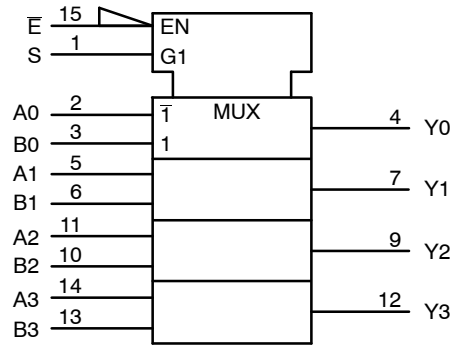 E̅ 15 EN
S 1 G1
MUX
A0 2 1̅
B0 3 1
4 Y0
A1 5
B1 6
7 Y1
A2 11
B2 10
9 Y2
A3 14
B3 13
12 Y3